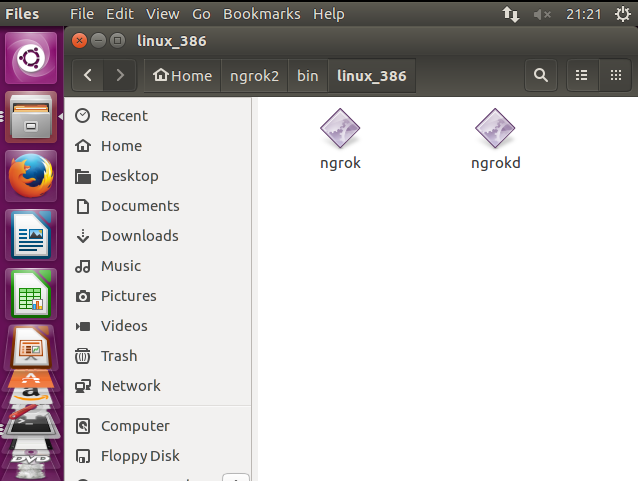 Files File Edit View Go Bookmarks Help 21:21
linux_386
Home ngrok2 bin linux_386
Recent
Home
Desktop
Documents
Downloads
Music
Pictures
Videos
Trash
Network
Computer
Floppy Disk
ngrok ngrokd